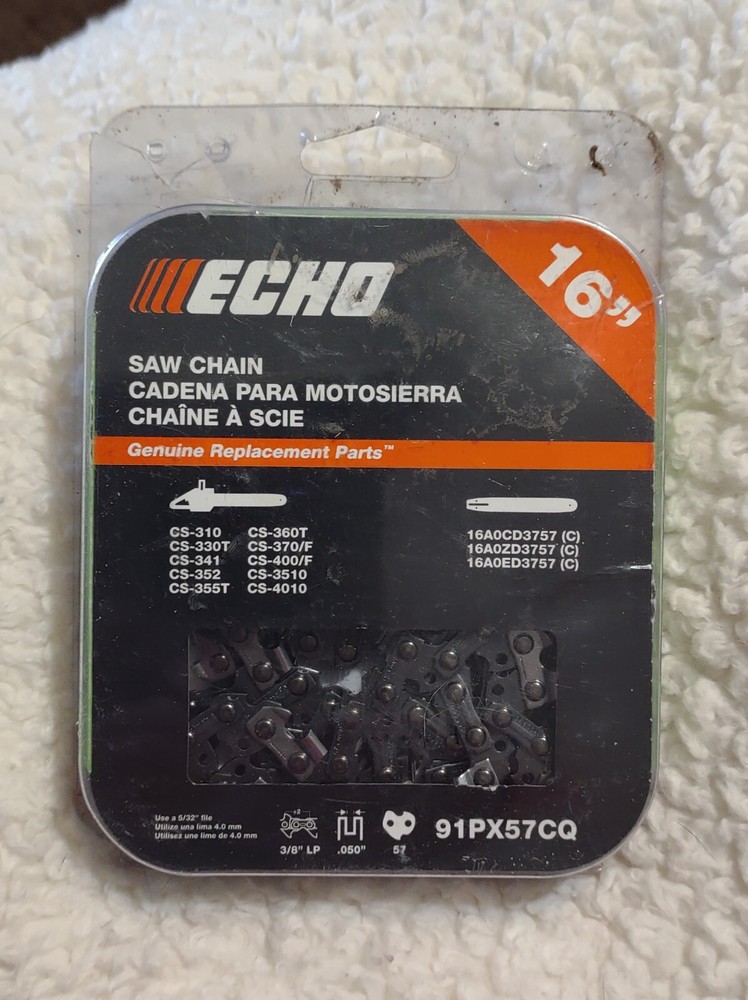 ECHO
16”
SAW CHAIN
CADENA PARA MOTOSIERRA
CHAÎNE À SCIE
Genuine Replacement Parts™
CS-310 CS-360T
CS-330T CS-370/F
CS-341 CS-400/F
CS-352 CS-3510
CS-355T CS-4010
16A0CD3757 (C)
16A0ZD3757 (C)
16A0ED3757 (C)
Use a 5/32" file
Utilize una lima 4.0 mm
Utilisez une lime de 4.0 mm
÷2
3/8" LP
.050"
57
91PX57CQ